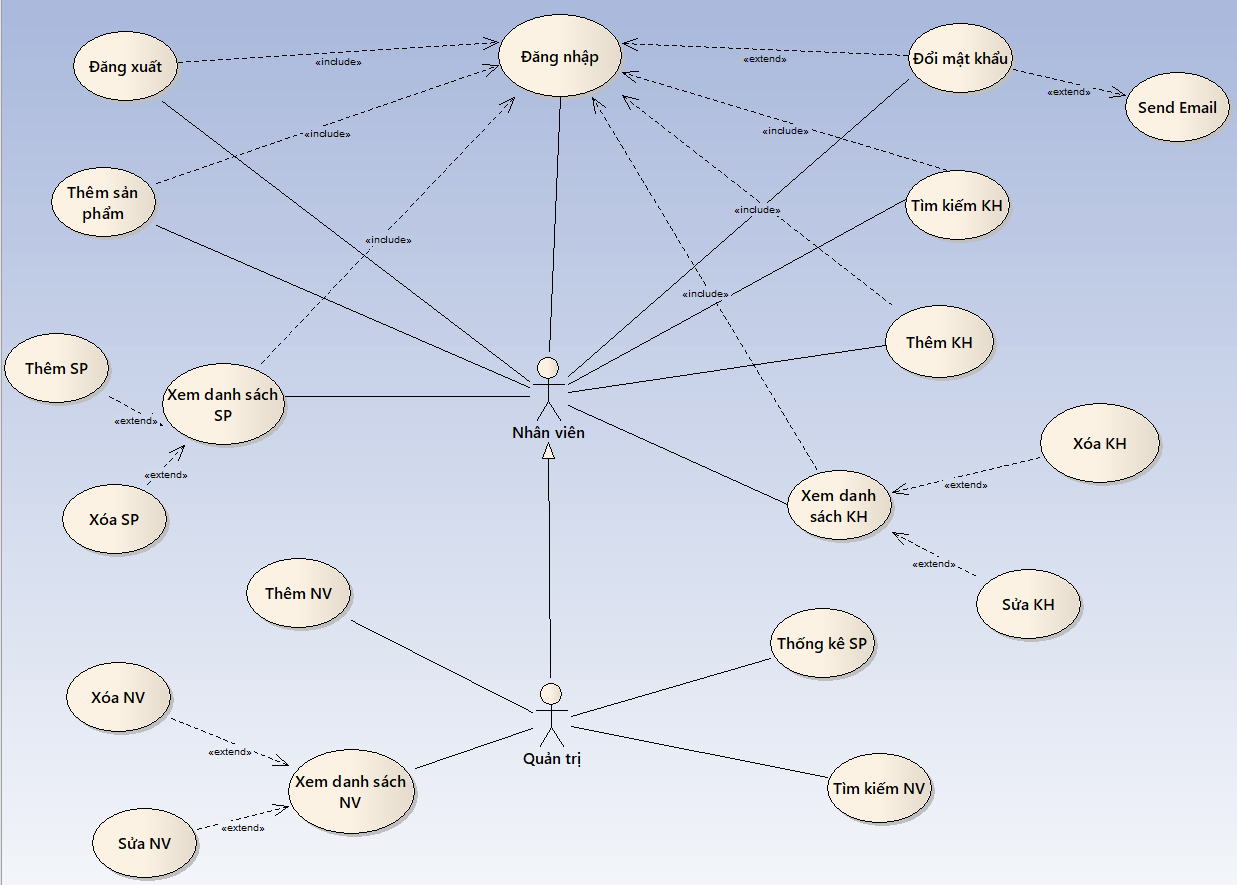 Đăng xuất
«include»
Đăng nhập
«extend»
Đổi mật khẩu
«extend»
Send Email
«include»
«include»
Thêm sản
phẩm
Tìm kiếm KH
«include»
«include»
«include»
Thêm KH
Thêm SP
«extend»
Xem danh sách
SP
Nhân viên
«extend»
Xóa SP
Xóa KH
«extend»
Xem danh
sách KH
«extend»
Sửa KH
Thêm NV
Thống kê SP
Xóa NV
«extend»
Quản trị
Xem danh sách
NV
Tìm kiếm NV
«extend»
Sửa NV